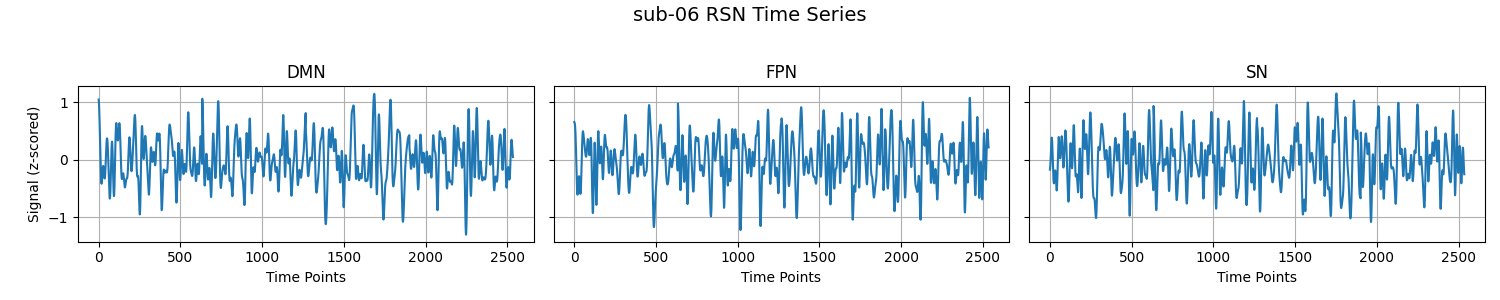 sub-06 RSN Time Series
DMN
FPN
SN
Signal (z-scored)
1
0
−1
0 500 1000 1500 2000 2500
0 500 1000 1500 2000 2500
0 500 1000 1500 2000 2500
Time Points
Time Points
Time Points